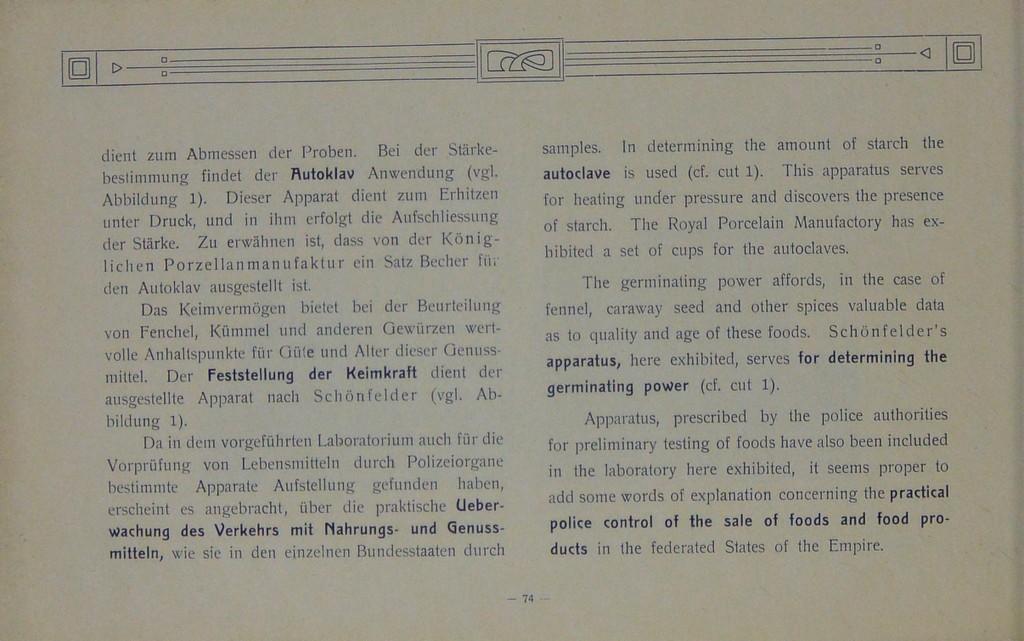 dient zum Abmessen der Proben. Bei der Stärke-
bestimmung findet der Autoklav Anwendung (vgl.
Abbildung 1). Dieser Apparat dient zum Erhitzen
unter Druck, und in ihm erfolgt die Aufschliessung
der Stärke. Zu erwähnen ist, dass von der König-
lichen Porzellanmanufaktur ein Satz Becher für
den Autoklav ausgestellt ist.
Das Keimvermögen bietet bei der Beurteilung
von Fenchel, Kümmel und anderen Gewürzen wert-
volle Anhaltspunkte für Güte und Alter dieser Genuss-
mittel. Der Feststellung der Keimkraft dient der
ausgestellte Apparat nach Schönfelder (vgl. Ab-
bildung 1).
Da in dem vorgeführten Laboratorium auch für die
Vorprüfung von Lebensmitteln durch Polizeiorgane
bestimmte Apparate Aufstellung gefunden haben,
erscheint es angebracht, über die praktische Ueber-
wachung des Verkehrs mit Nahrungs- und Genuss-
mitteln, wie sie in den einzelnen Bundesstaaten durch
samples. In determining the amount of starch the
autoclave is used (cf. cut 1). This apparatus serves
for heating under pressure and discovers the presence
of starch. The Royal Porcelain Manufactory has ex-
hibited a set of cups for the autoclaves.
The germinating power affords, in the case of
fennel, caraway seed and other spices valuable data
as to quality and age of these foods. Schönfelder's
apparatus, here exhibited, serves for determining the
germinating power (cf. cut 1).
Apparatus, prescribed by the police authorities
for preliminary testing of foods have also been included
in the laboratory here exhibited, it seems proper to
add some words of explanation concerning the practical
police control of the sale of foods and food pro-
ducts in the federated States of the Empire.
— 74 —